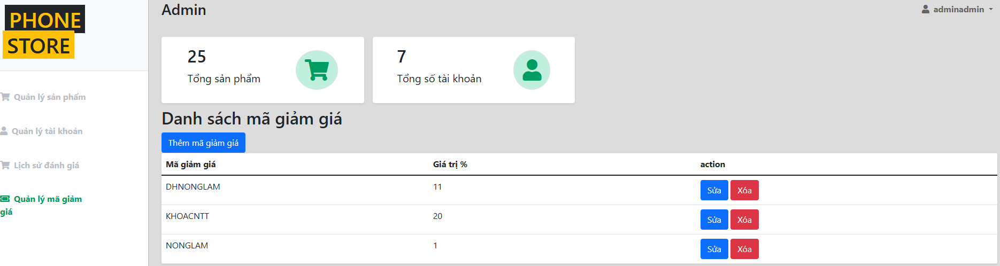 PHONE
STORE
Quản lý sản phẩm
Quản lý tài khoản
Lịch sử đánh giá
Quản lý mã giảm
giá
Admin
adminadmin
25
Tổng sản phẩm
7
Tổng số tài khoản
Danh sách mã giảm giá
Thêm mã giảm giá
Mã giảm giá Giá trị % action
DHNONGLAM 11 Sửa Xóa
KHOACNTT 20 Sửa Xóa
NONGLAM 1 Sửa Xóa